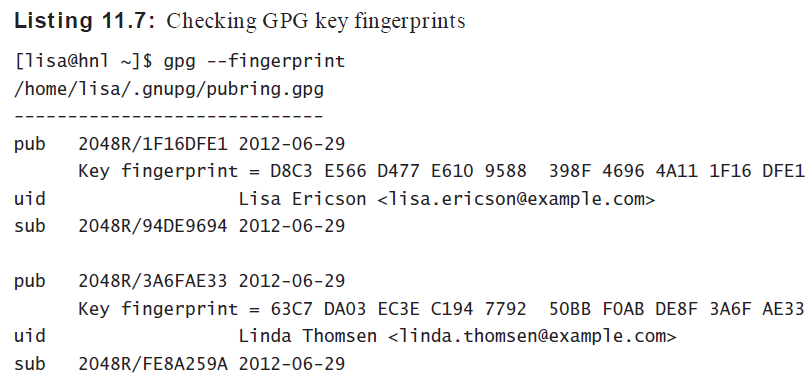 Listing 11.7: Checking GPG key fingerprints
[lisa@hnl ~]$ gpg --fingerprint
/home/lisa/.gnupg/pubring.gpg
-----------------------------
pub   2048R/1F16DFE1 2012-06-29
      Key fingerprint = D8C3 E566 D477 E610 9588  398F 4696 4A11 1F16 DFE1
uid                  Lisa Ericson <lisa.ericson@example.com>
sub   2048R/94DE9694 2012-06-29
pub   2048R/3A6FAE33 2012-06-29
      Key fingerprint = 63C7 DA03 EC3E C194 7792  50BB F0AB DE8F 3A6F AE33
uid                  Linda Thomsen <linda.thomsen@example.com>
sub   2048R/FE8A259A 2012-06-29